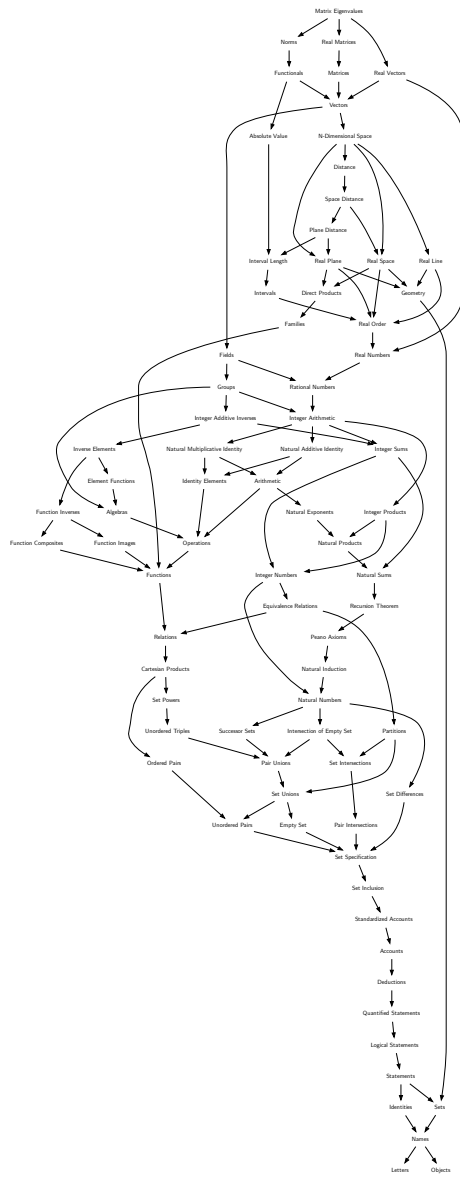 Matrix Eigenvalues
Norms Real Matrices
Functionals Matrices Real Vectors
Vectors
Absolute Value N-Dimensional Space
Distance
Space Distance
Plane Distance
Interval Length Real Plane Real Space Real Line
Intervals Direct Products Geometry
Families Real Order
Fields Real Numbers
Groups Rational Numbers
Integer Additive Inverses Integer Arithmetic
Inverse Elements Natural Multiplicative Identity Natural Additive Identity Integer Sums
Element Functions Identity Elements Arithmetic
Function Inverses Algebras Natural Exponents Integer Products
Function Composites Function Images Operations Natural Products
Functions Integer Numbers Natural Sums
Equivalence Relations Recursion Theorem
Relations Peano Axioms
Cartesian Products Natural Induction
Set Powers Natural Numbers
Unordered Triples Successor Sets Intersection of Empty Set Partitions
Ordered Pairs Pair Unions Set Intersections
Set Unions Set Differences
Unordered Pairs Empty Set Pair Intersections
Set Specification
Set Inclusion
Standardized Accounts
Accounts
Deductions
Quantified Statements
Logical Statements
Statements
Identities Sets
Names
Letters Objects